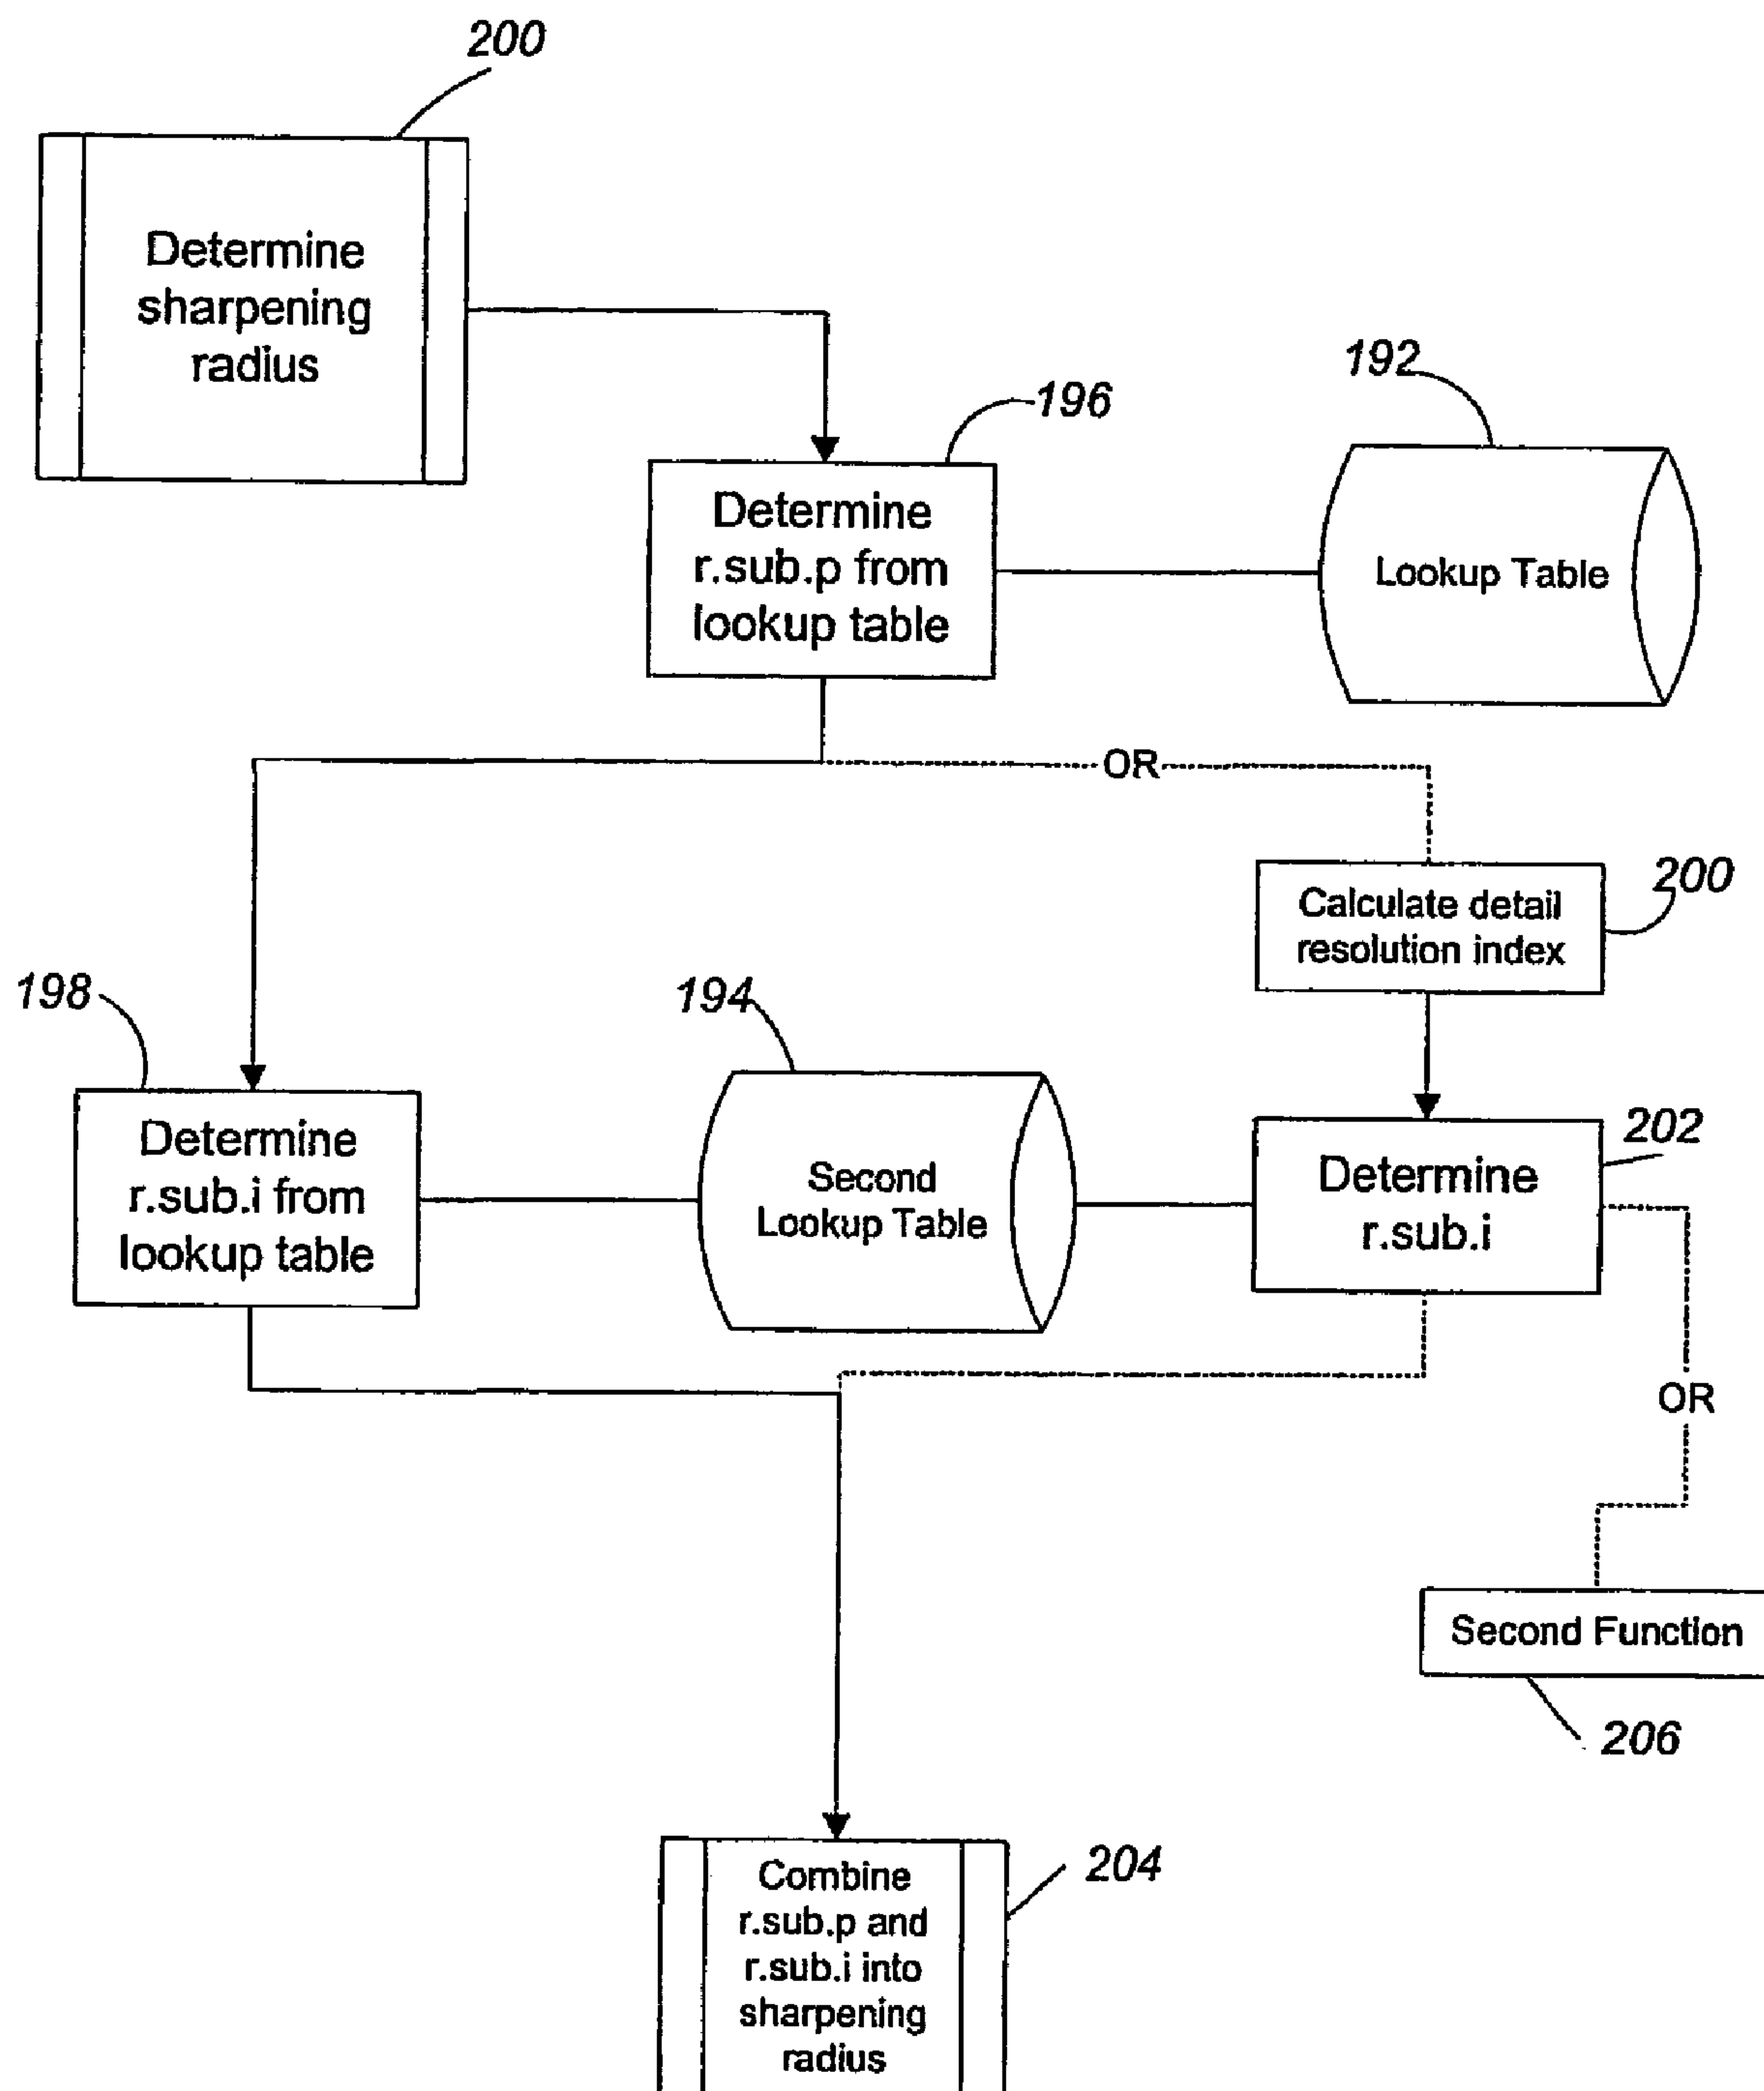 200
Determine
sharpening
radius
192
196
Determine
r.sub.p from
lookup table
Lookup Table
OR
200
Calculate detail
resolution index
198
194
202
Determine
r.sub.i from
lookup table
Second
Lookup Table
Determine
r.sub.i
OR
Second Function
206
204
Combine
r.sub.p and
r.sub.i into
sharpening
radius